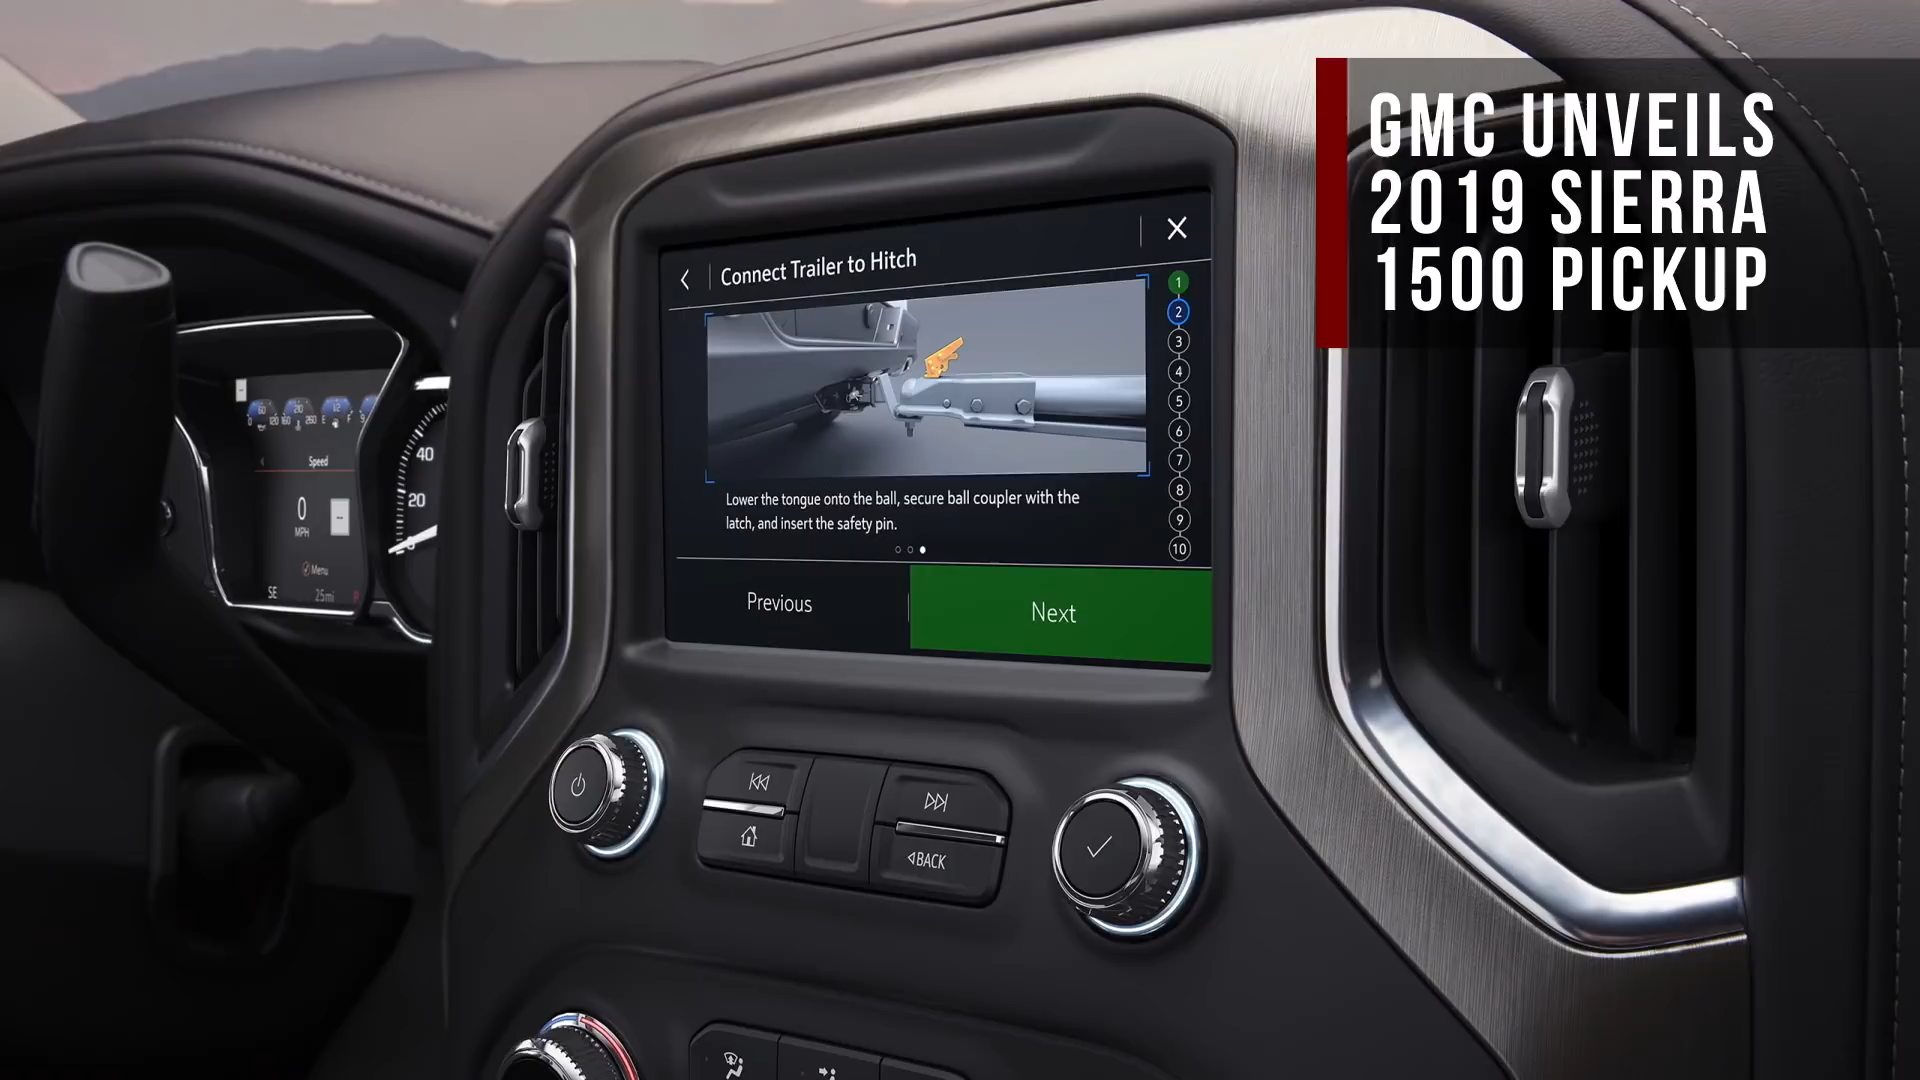 GMC UNVEILS
2019 SIERRA
1500 PICKUP
Connect Trailer to Hitch
1
2
3
4
5
6
7
8
9
10
Lower the tongue onto the ball, secure ball coupler with the
latch, and insert the safety pin.
Previous
Next
BACK
Speed
0
MPH
Menu
SE
25mi
P
40
20